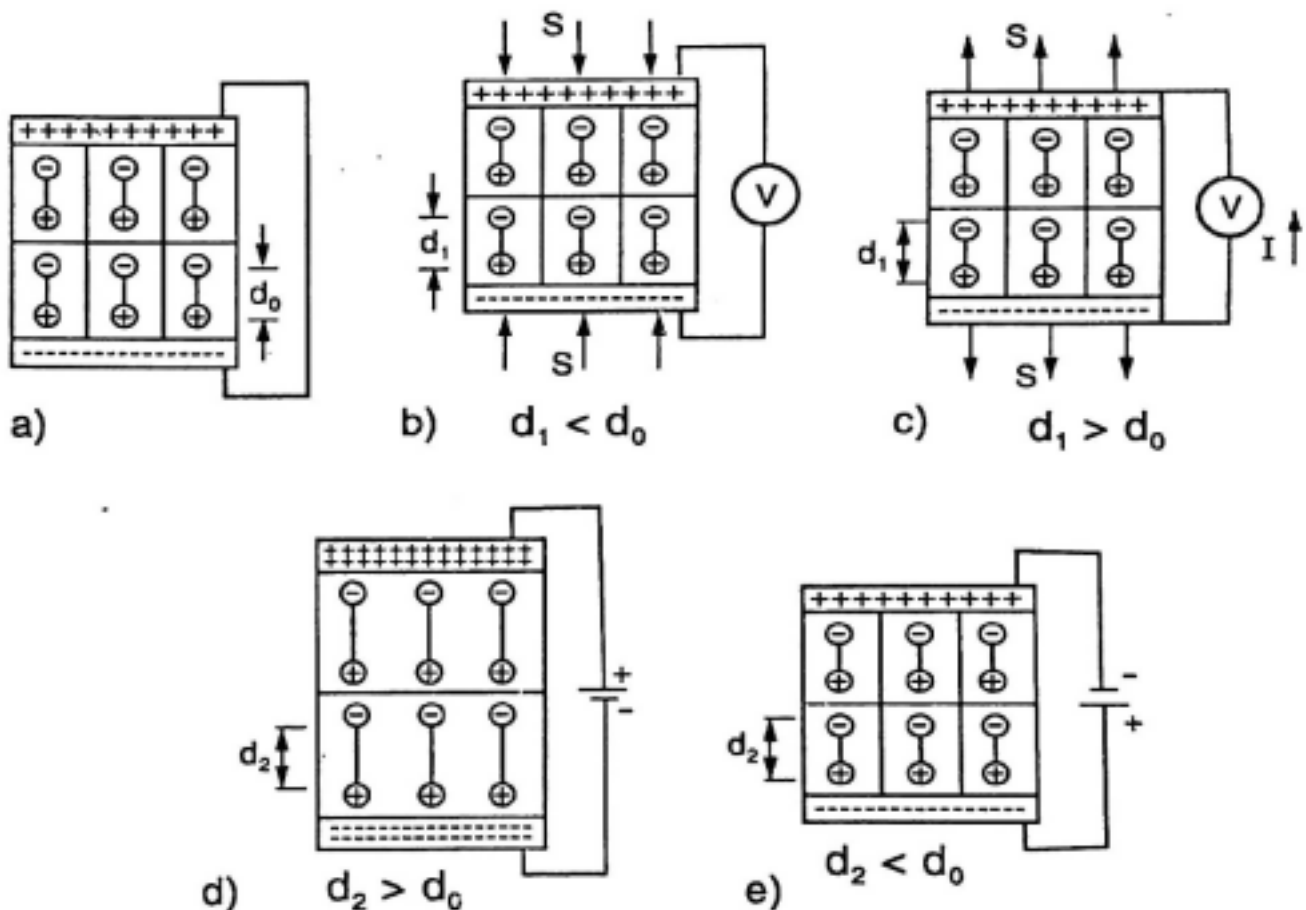 + + + + + + + + + +
d₀
a)
S
+ + + + + + + + + +
d₁
V
S
b) d₁ < d₀
S
+ + + + + + + + + +
d₁
V
I
S
c) d₁ > d₀
+
-
d₂
d) d₂ > d₀
+ + + + + + + + + +
-
+
d₂
e) d₂ < d₀